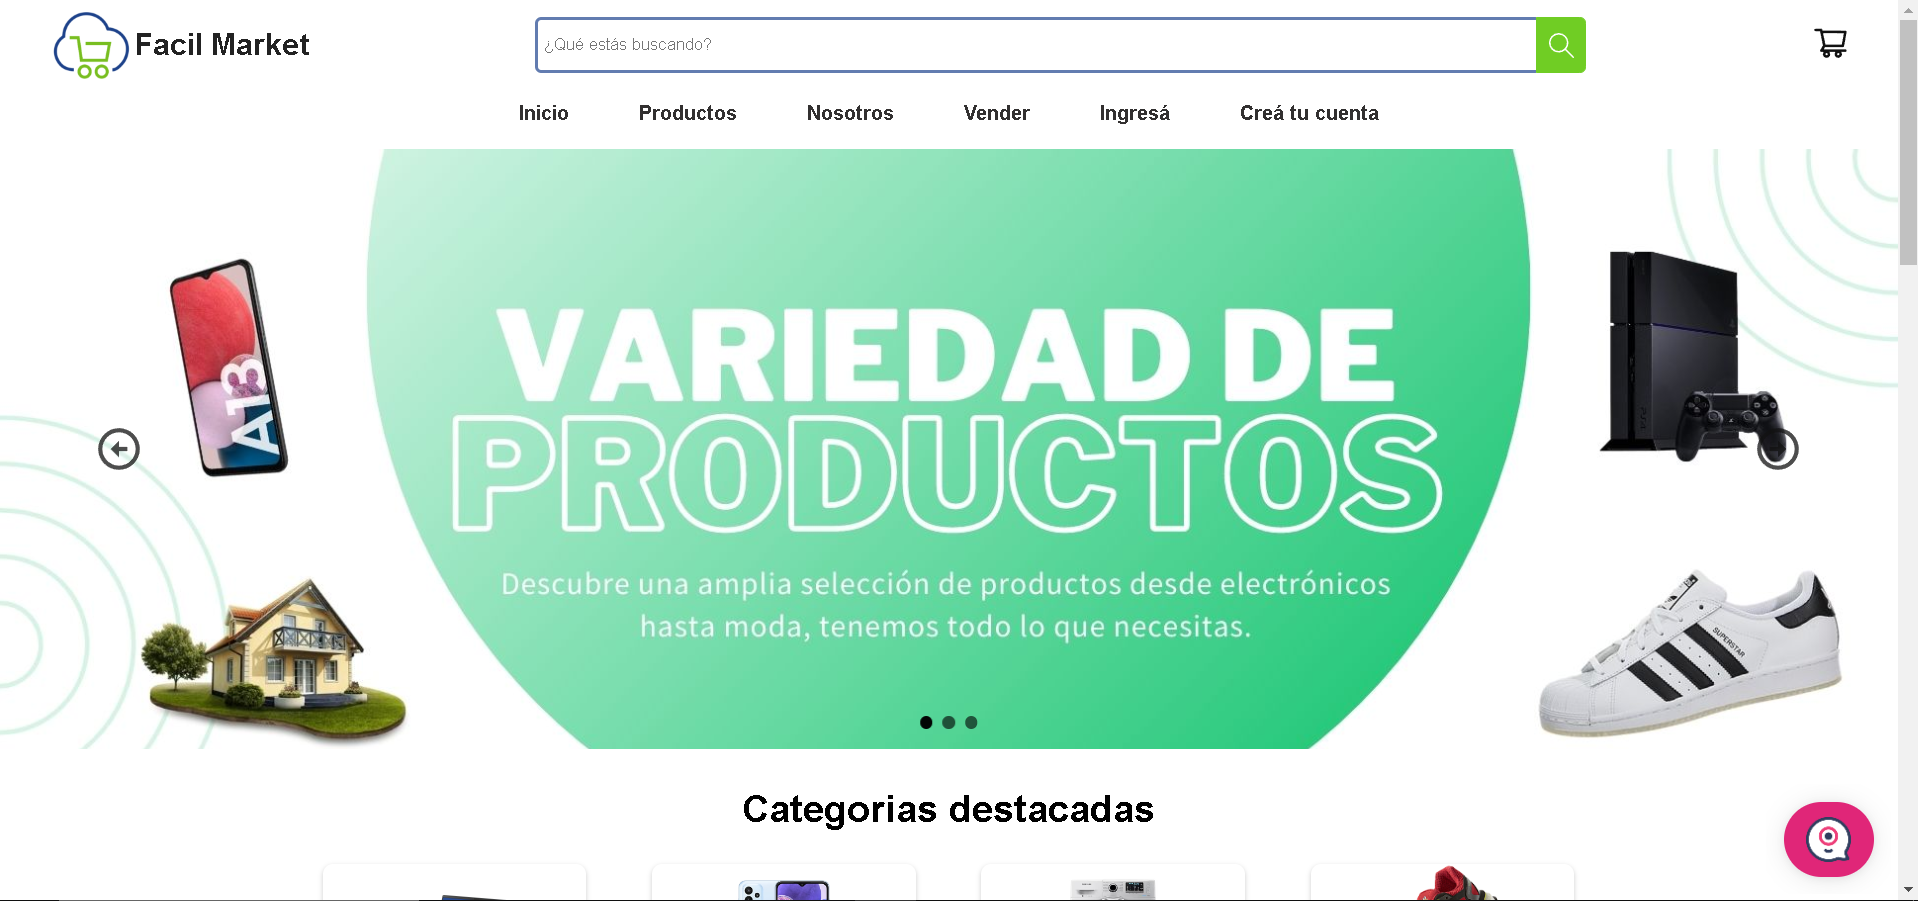 Facil Market
¿Qué estás buscando?
Inicio
Productos
Nosotros
Vender
Ingresá
Creá tu cuenta
VARIEDAD DE
PRODUCTOS
Descubre una amplia selección de productos desde electrónicos
hasta moda, tenemos todo lo que necesitas.
A13
SUPERSTAR
Categorias destacadas